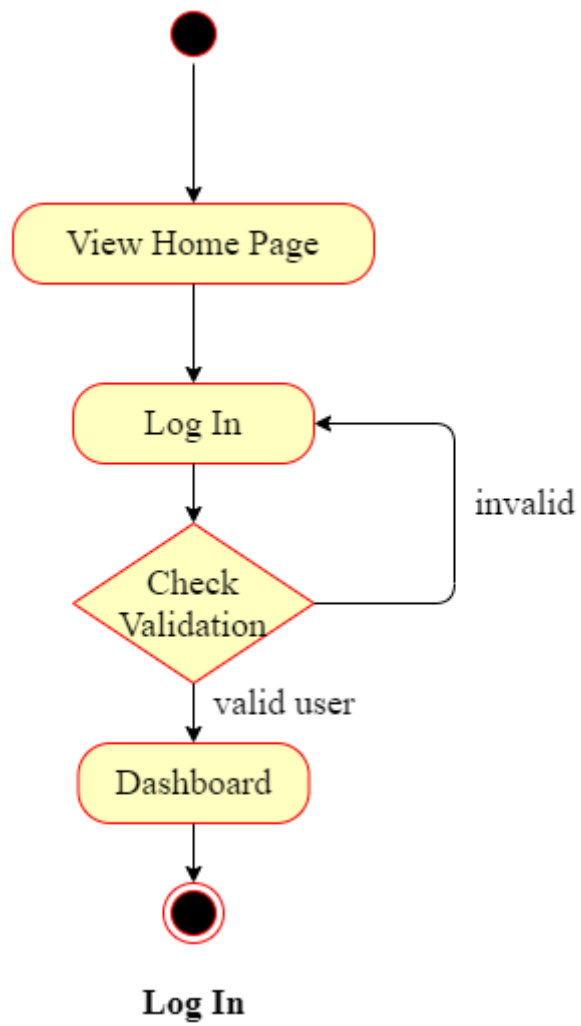 View Home Page
Log In
invalid
Check
Validation
valid user
Dashboard
Log In